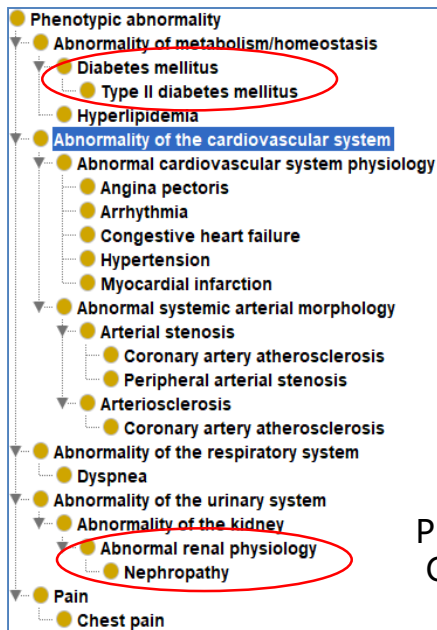 Phenotypic abnormality
Abnormality of metabolism/homeostasis
Diabetes mellitus
Type II diabetes mellitus
Hyperlipidemia
Abnormality of the cardiovascular system
Abnormal cardiovascular system physiology
Angina pectoris
Arrhythmia
Congestive heart failure
Hypertension
Myocardial infarction
Abnormal systemic arterial morphology
Arterial stenosis
Coronary artery atherosclerosis
Peripheral arterial stenosis
Arteriosclerosis
Coronary artery atherosclerosis
Abnormality of the respiratory system
Dyspnea
Abnormality of the urinary system
Abnormality of the kidney
Abnormal renal physiology
Nephropathy
Pain
Chest pain
P